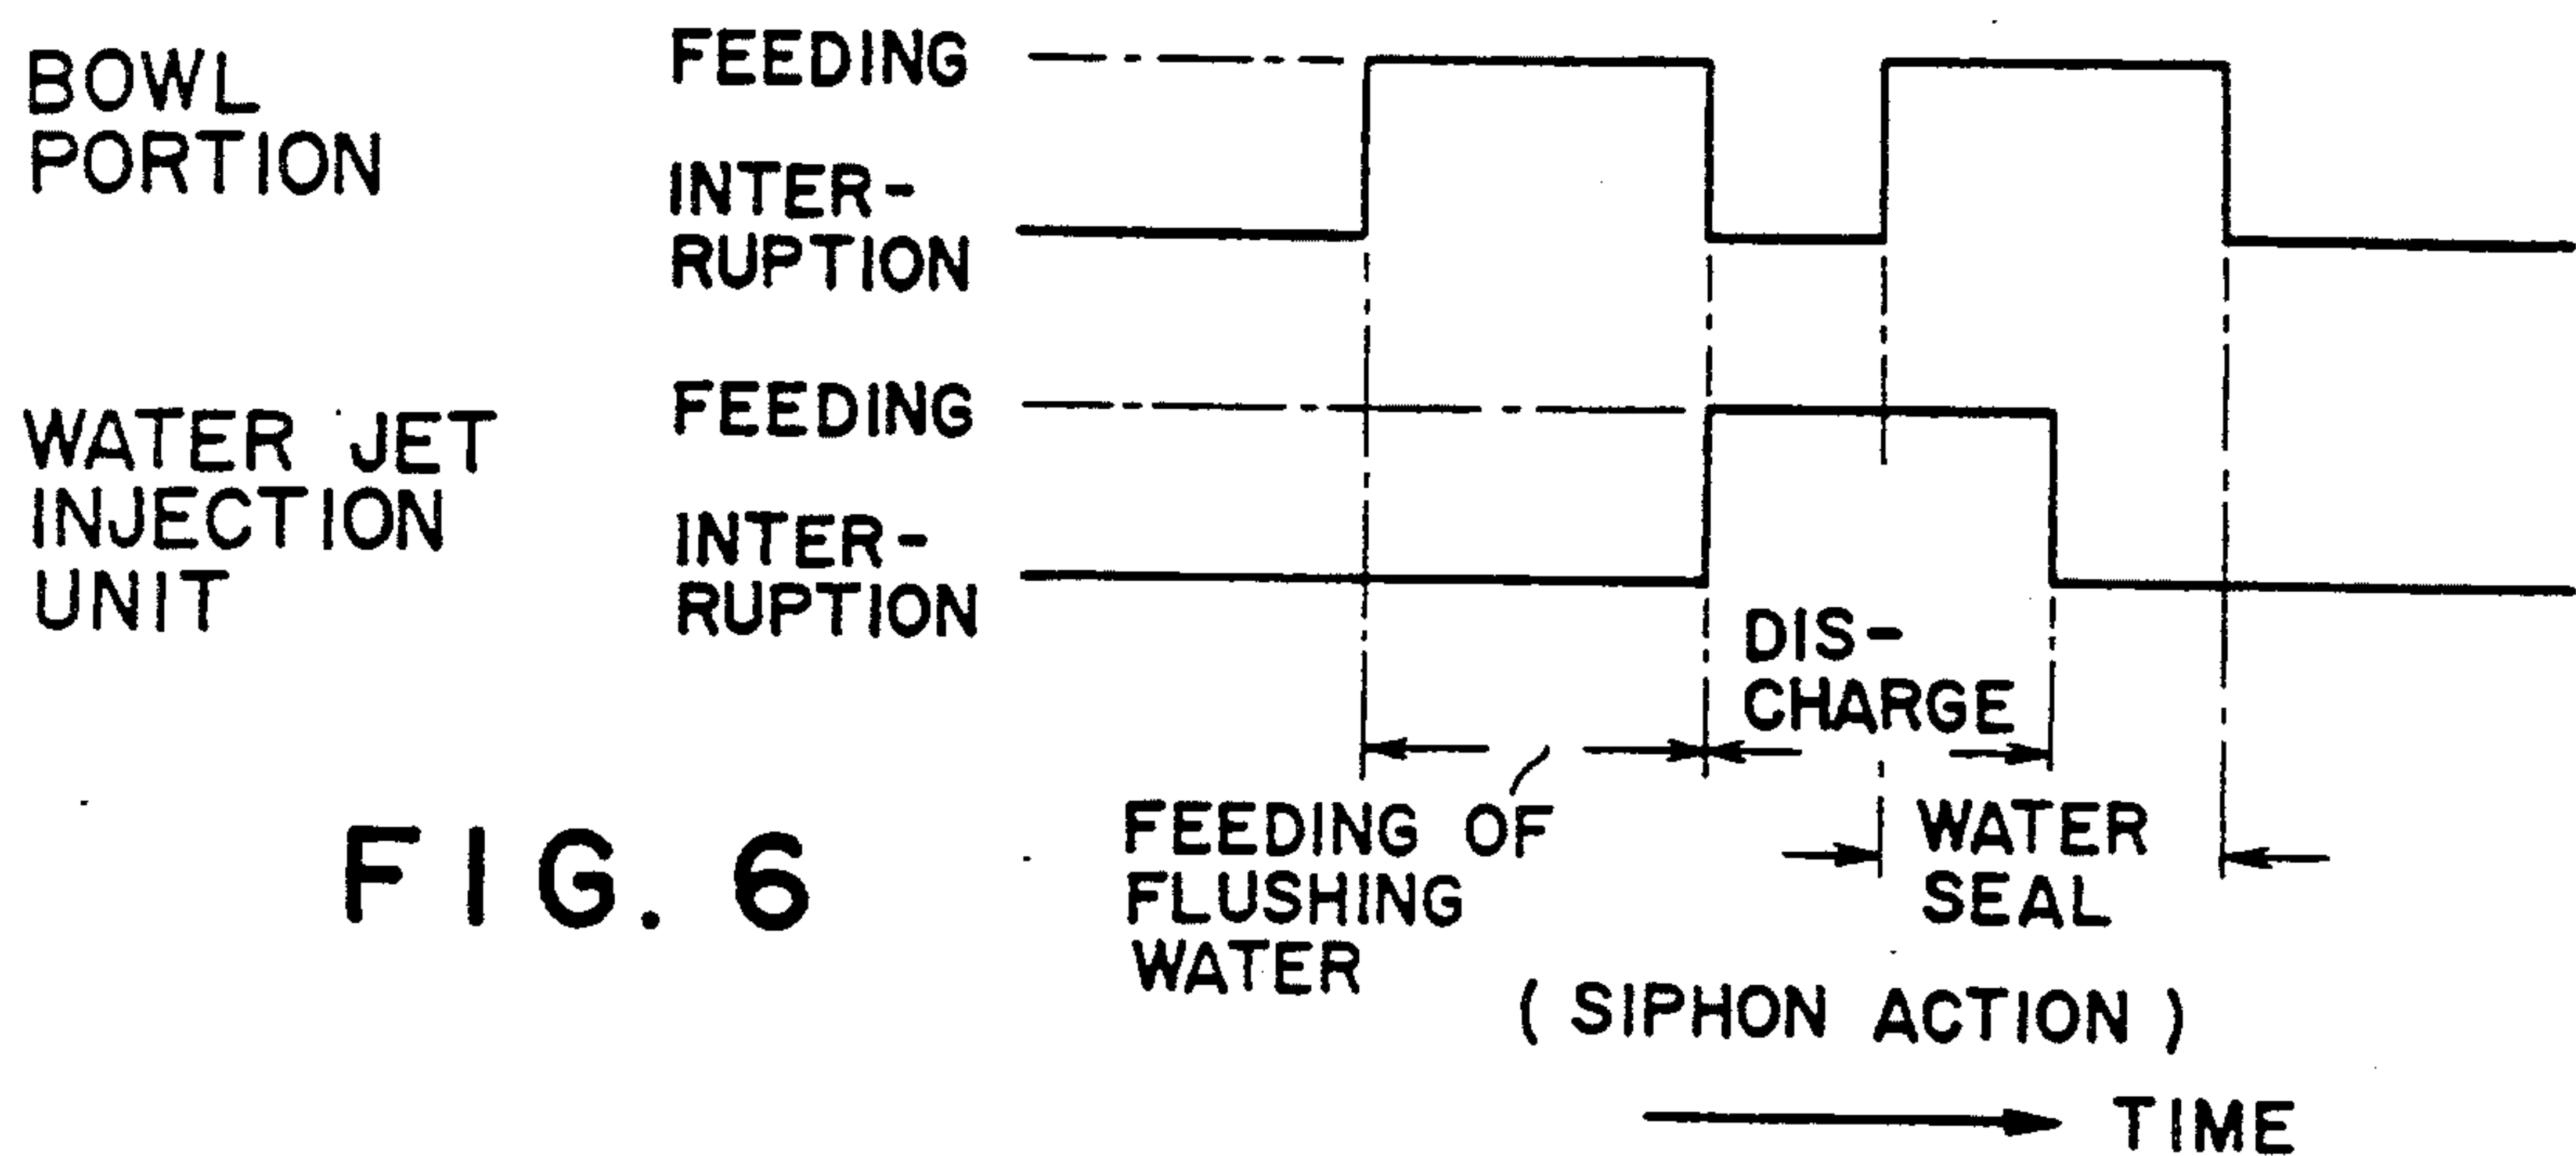 BOWL
PORTION
FEEDING
INTER-
RUPTION
WATER JET
INJECTION
UNIT
FEEDING
INTER-
RUPTION
DIS-
CHARGE
FEEDING OF
FLUSHING
WATER
WATER
SEAL
(SIPHON ACTION)
TIME
FIG. 6